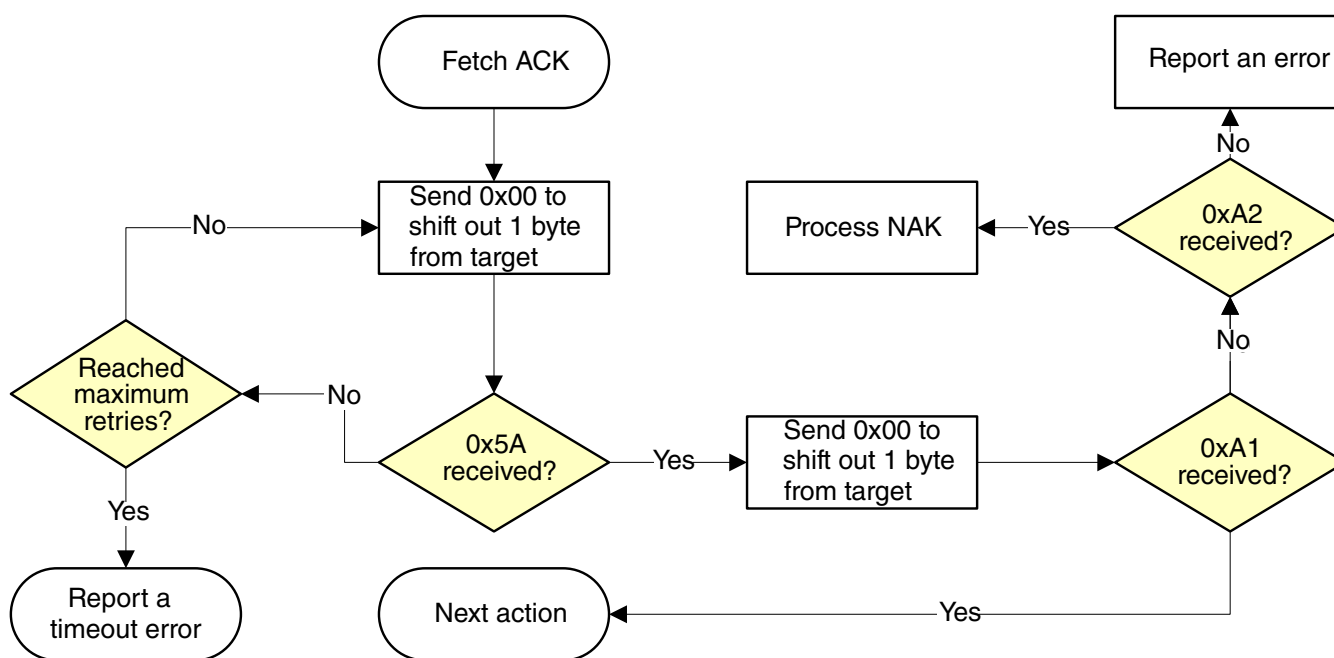 Fetch ACK
Report an error
No
Send 0x00 to
shift out 1 byte
from target
No
Process NAK
Yes
0xA2
received?
Reached
maximum
retries?
No
No
0x5A
received?
Yes
Send 0x00 to
shift out 1 byte
from target
0xA1
received?
Yes
Report a
timeout error
Next action
Yes